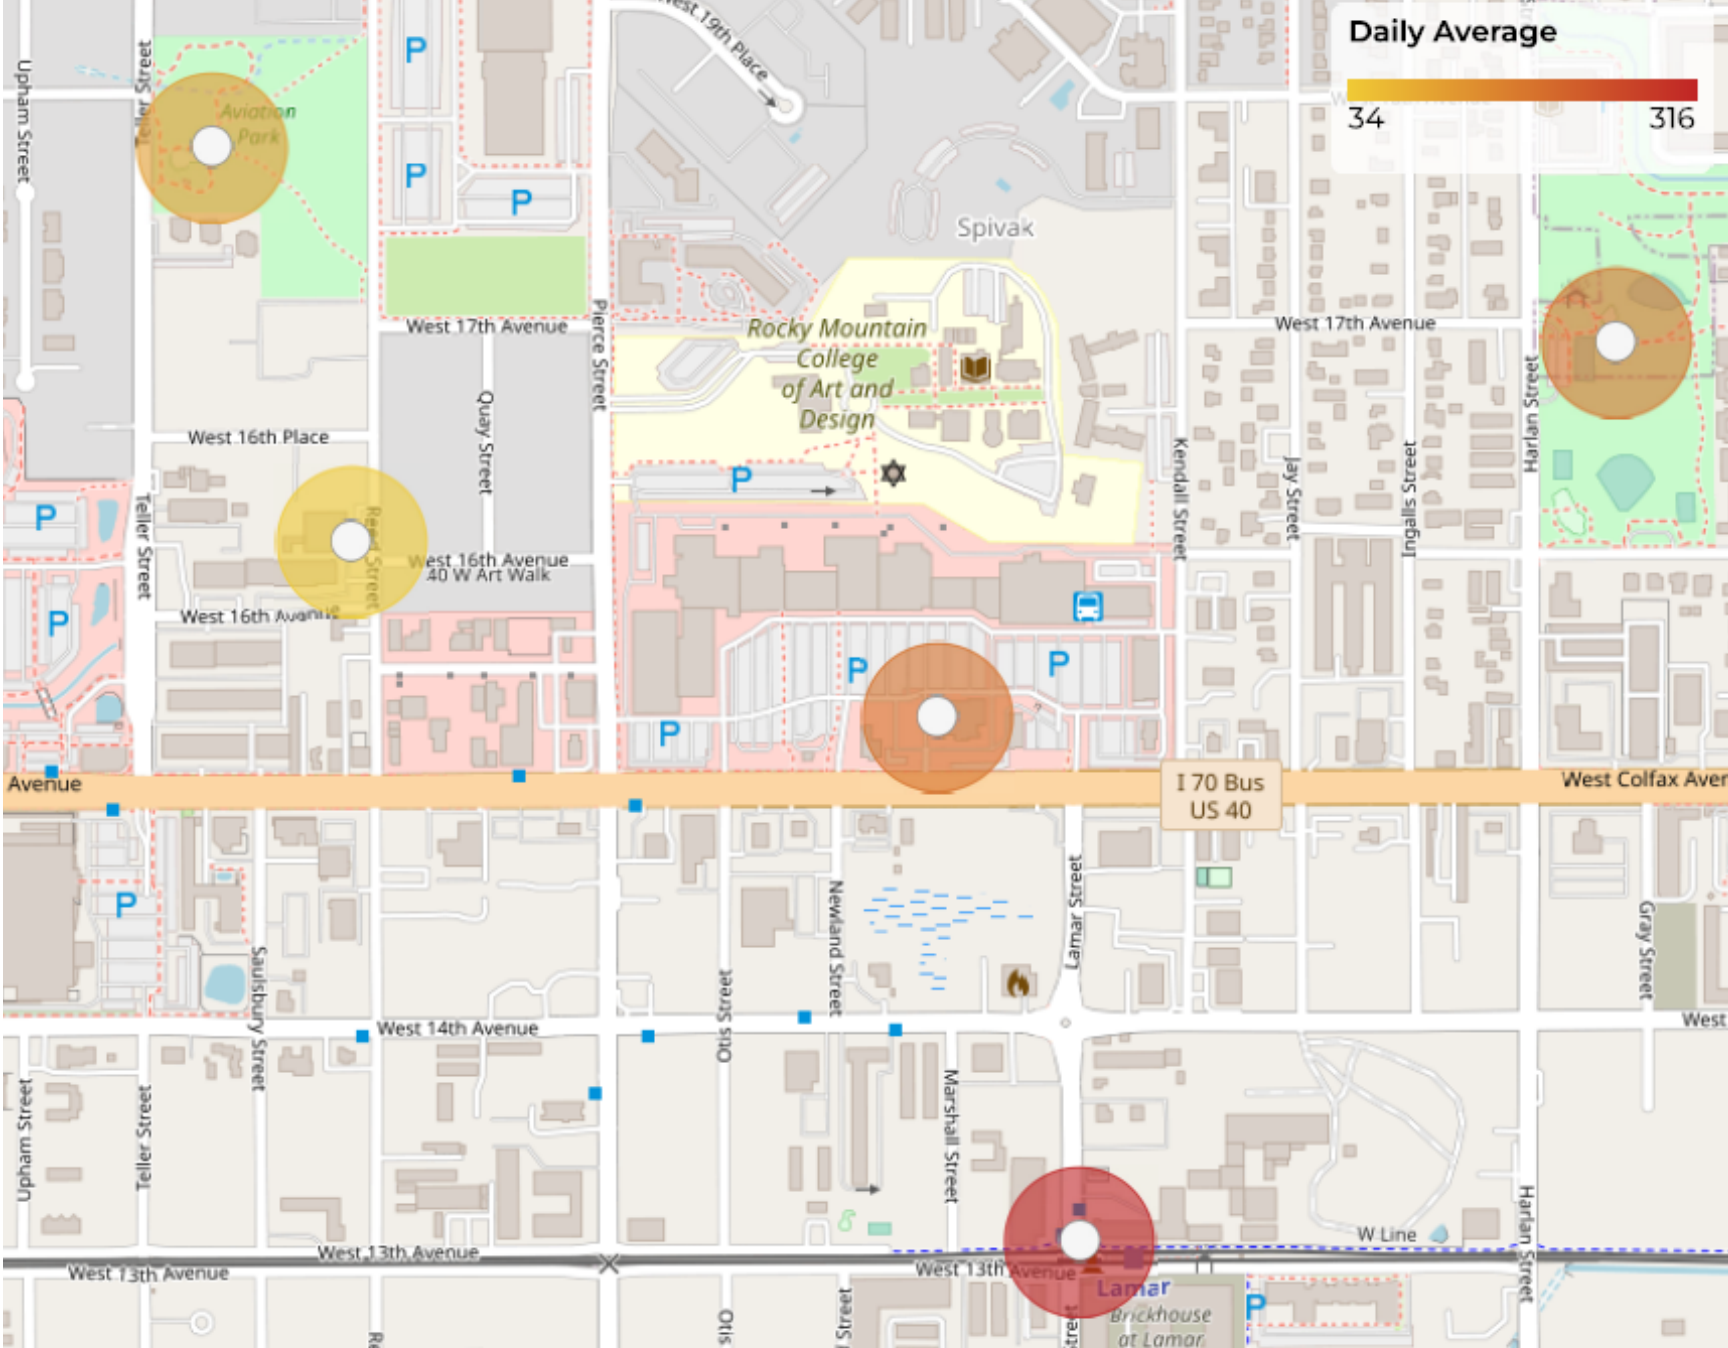 Daily Average
34
316
West 19th Place
Upham Street
Teller Street
Aviation
Park
P
P
P
Spivak
Pierce Street
West 17th Avenue
Rocky Mountain
College
of Art and
Design
West 17th Avenue
Harlan Street
Quay Street
West 16th Place
Kendall Street
Jay Street
Ingalls Street
P
P
Teller Street
West 16th Avenue
40 W Art Walk
West 16th Avenue
P
P
P
P
Avenue
I 70 Bus
US 40
West Colfax Aven
P
Saulsbury Street
Otis Street
Newland Street
Lamar Street
Gray Street
West 14th Avenue
West
Upham Street
Teller Street
Marshall Street
Harlan Street
W Line
West 13th Avenue
West 13th Avenue
West 13th Avenue
Lamar
Brickhouse
at Lamar
P
Street